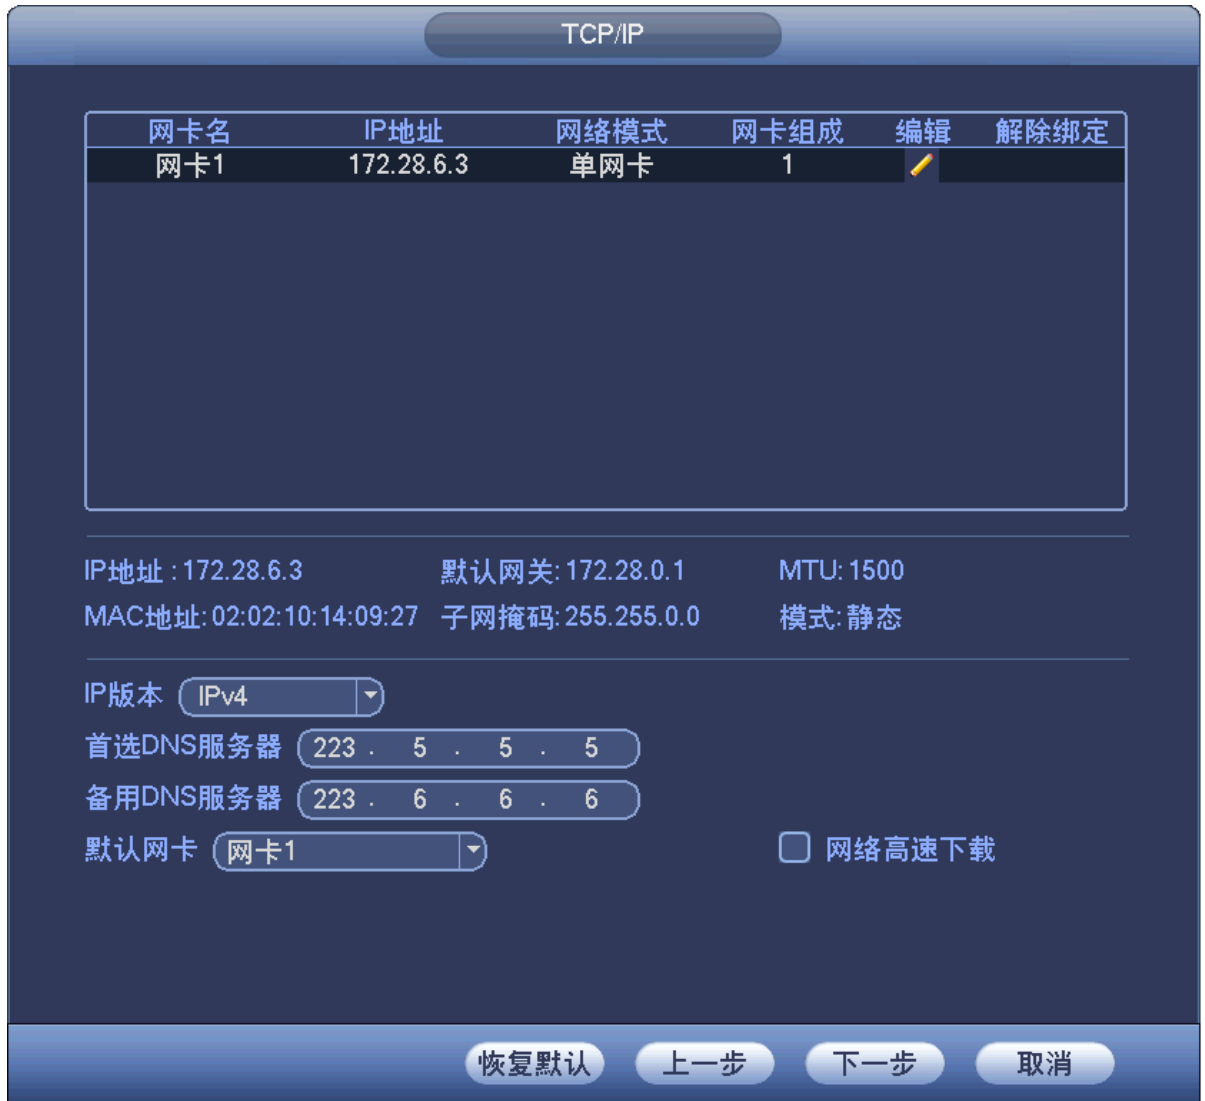 TCP/IP
网卡名 IP地址 网络模式 网卡组成 编辑 解除绑定
网卡1 172.28.6.3 单网卡 1
IP地址 : 172.28.6.3 默认网关: 172.28.0.1 MTU: 1500
MAC地址: 02:02:10:14:09:27 子网掩码: 255.255.0.0 模式: 静态
IP版本 IPv4
首选DNS服务器 223 . 5 . 5 . 5
备用DNS服务器 223 . 6 . 6 . 6
默认网卡 网卡1 网络高速下载
恢复默认 上一步 下一步 取消